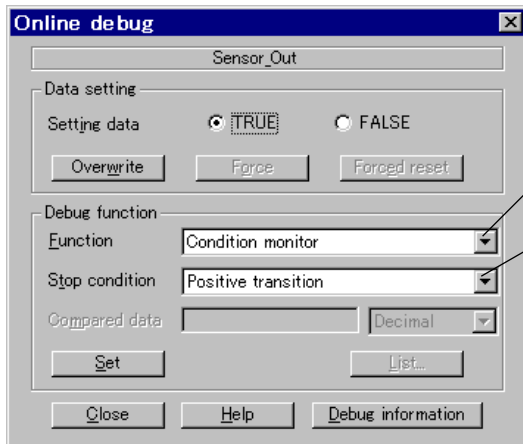 Online debug
Sensor_Out
Data setting
Setting data TRUE FALSE
Overwrite Force Forced reset
Debug function
Function Condition monitor
Stop condition Positive transition
Compared data Decimal
Set List...
Close Help Debug information